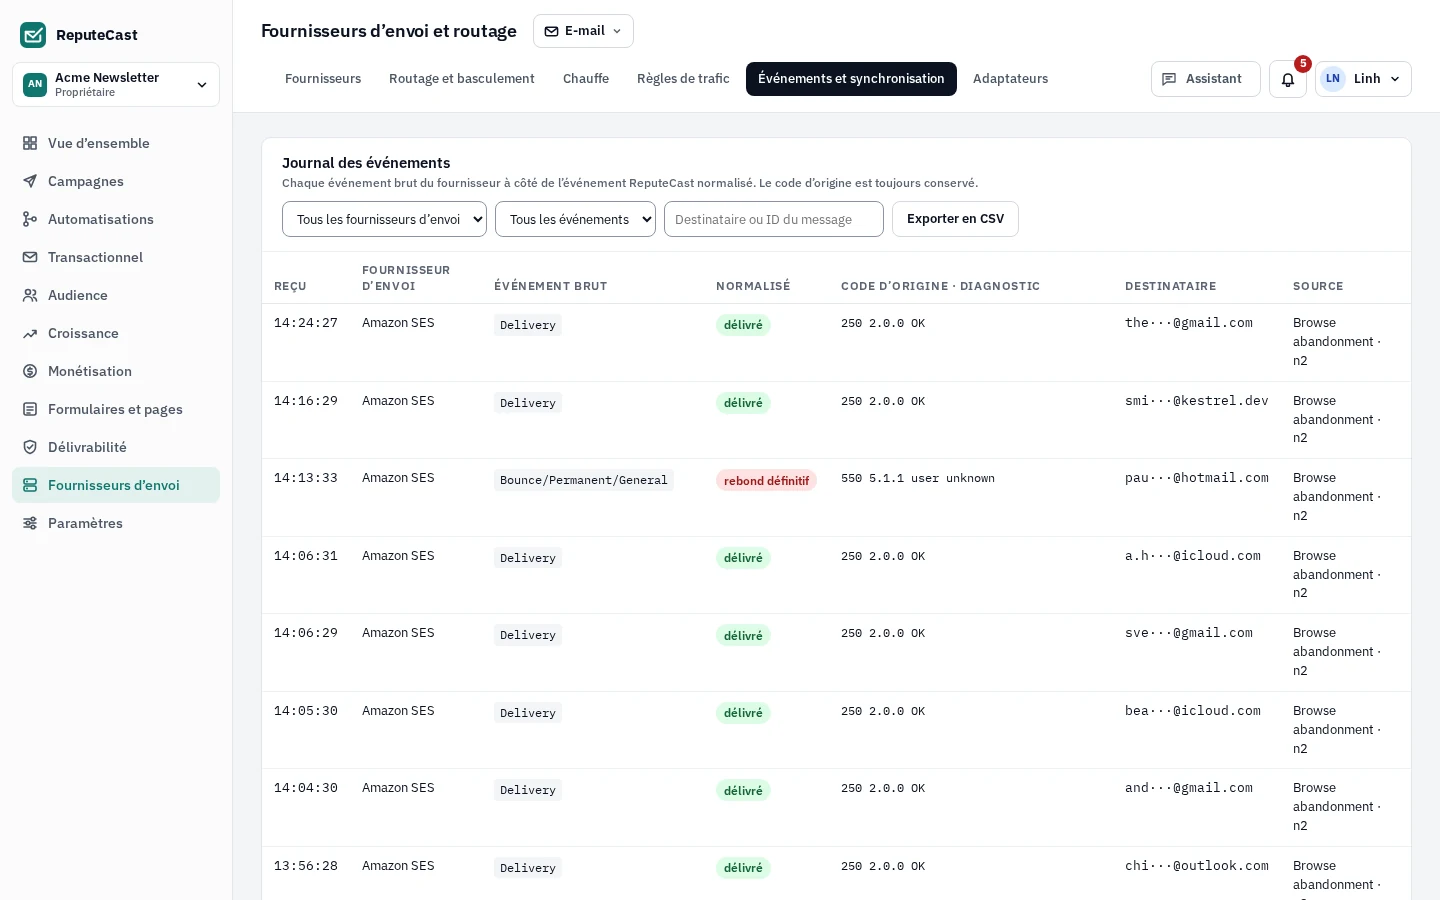 ReputeCast
AN
Acme Newsletter
Propriétaire
Vue d’ensemble
Campagnes
Automatisations
Transactionnel
Audience
Croissance
Monétisation
Formulaires et pages
Délivrabilité
Fournisseurs d’envoi
Paramètres
Fournisseurs d’envoi et routage
E-mail
Fournisseurs
Routage et basculement
Chauffe
Règles de trafic
Événements et synchronisation
Adaptateurs
Assistant
5
LN
Linh
Journal des événements
Chaque événement brut du fournisseur à côté de l’événement ReputeCast normalisé. Le code d’origine est toujours conservé.
Tous les fournisseurs d’envoi
Tous les événements
Destinataire ou ID du message
Exporter en CSV
REÇU
FOURNISSEUR
D’ENVOI
ÉVÉNEMENT BRUT
NORMALISÉ
CODE D’ORIGINE · DIAGNOSTIC
DESTINATAIRE
SOURCE
14:24:27 Amazon SES Delivery délivré 250 2.0.0 OK the···@gmail.com Browse
abandonment ·
n2
14:16:29 Amazon SES Delivery délivré 250 2.0.0 OK smi···@kestrel.dev Browse
abandonment ·
n2
14:13:33 Amazon SES Bounce/Permanent/General rebond définitif 550 5.1.1 user unknown pau···@hotmail.com Browse
abandonment ·
n2
14:06:31 Amazon SES Delivery délivré 250 2.0.0 OK a.h···@icloud.com Browse
abandonment ·
n2
14:06:29 Amazon SES Delivery délivré 250 2.0.0 OK sve···@gmail.com Browse
abandonment ·
n2
14:05:30 Amazon SES Delivery délivré 250 2.0.0 OK bea···@icloud.com Browse
abandonment ·
n2
14:04:30 Amazon SES Delivery délivré 250 2.0.0 OK and···@gmail.com Browse
abandonment ·
n2
13:56:28 Amazon SES Delivery délivré 250 2.0.0 OK chi···@outlook.com Browse
abandonment ·